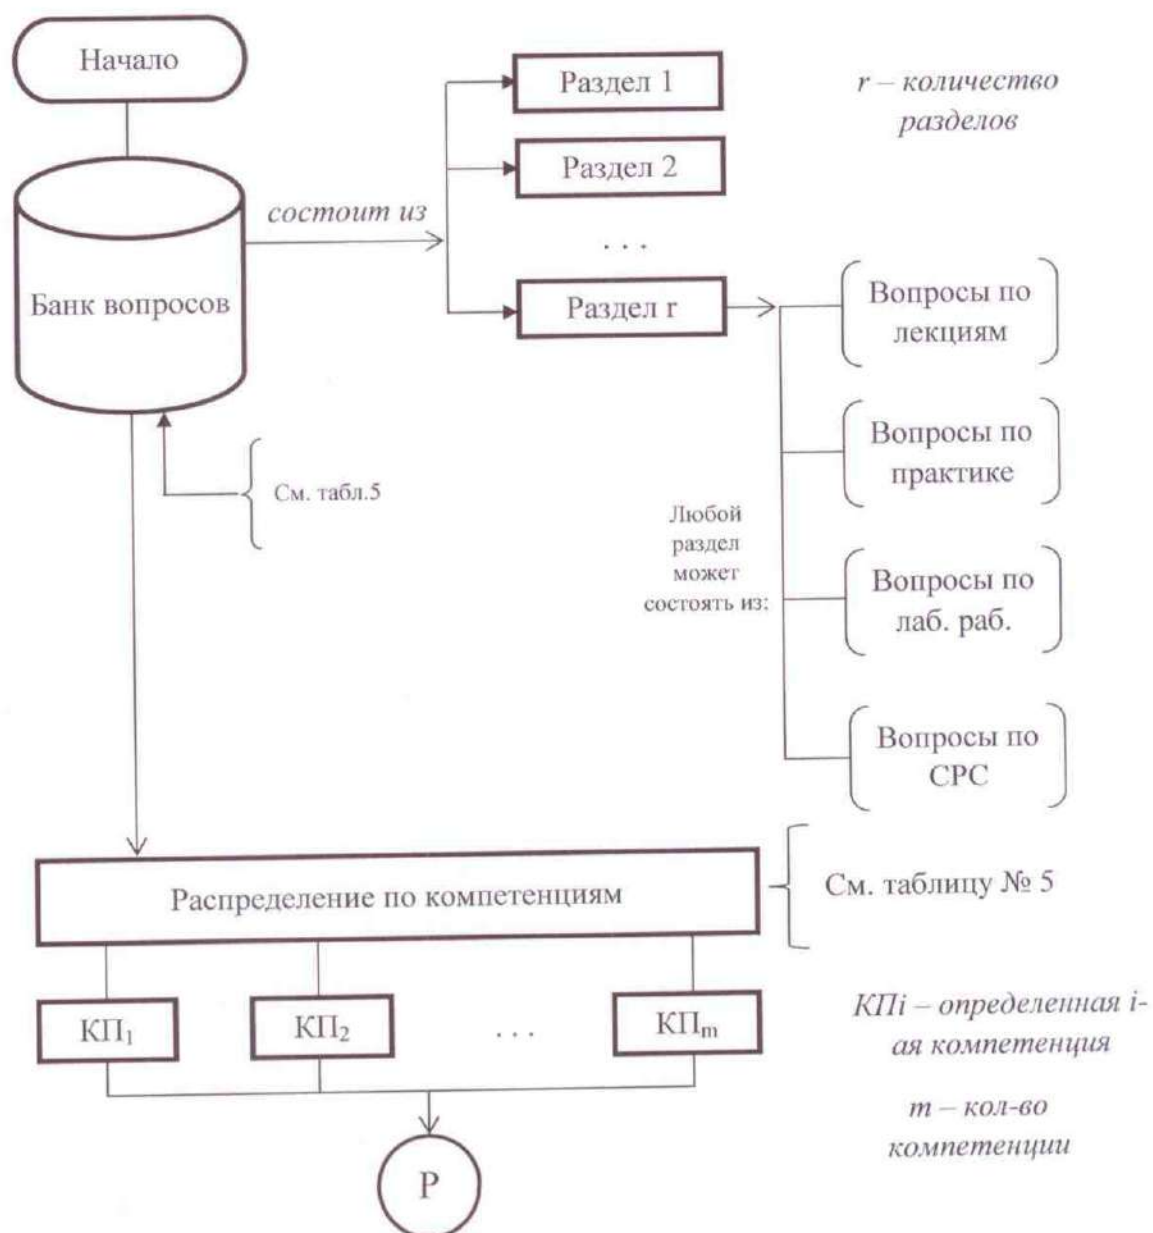 Начало
Банк вопросов
состоит из
Раздел 1
Раздел 2
. . .
Раздел r
r – количество
разделов
Вопросы по
лекциям
Вопросы по
практике
Вопросы по
лаб. раб.
Вопросы по
СРС
Любой
раздел
может
состоять из:
См. табл.5
Распределение по компетенциям
См. таблицу № 5
КП₁
КП₂
. . .
КПₘ
КПi – определенная i-
ая компетенция
m – кол-во
компетенции
Р